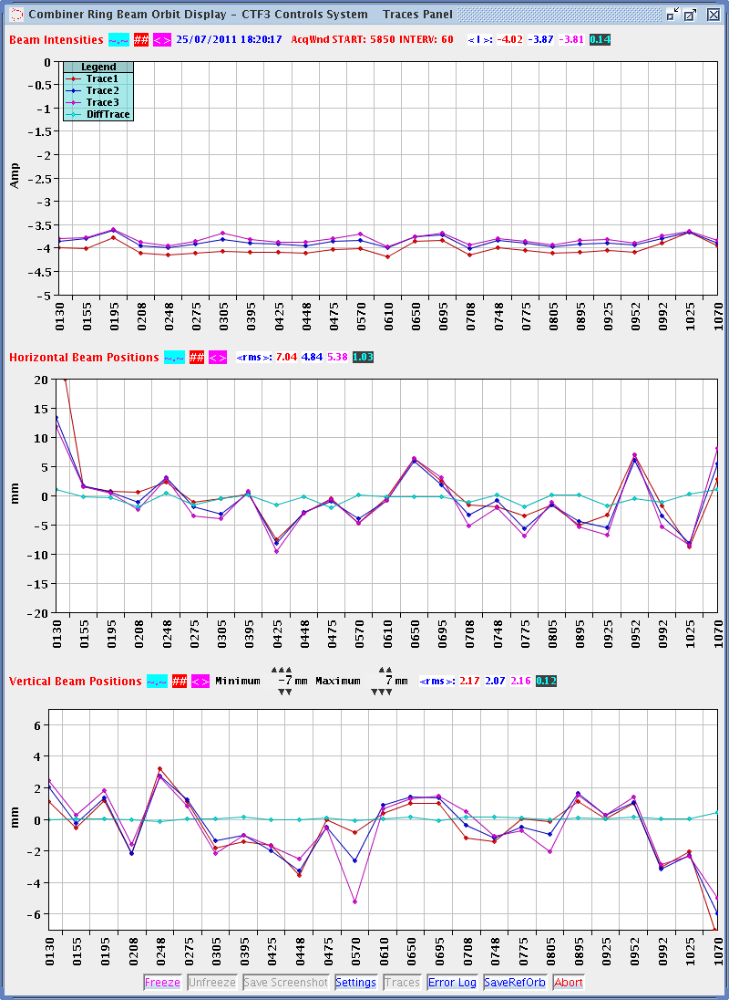 Combiner Ring Beam Orbit Display - CTF3 Controls System Traces Panel
Beam Intensities ~.~ ## <> 25/07/2011 18:20:17 AcqWnd START: 5850 INTERV: 60 <I>: -4.02 -3.87 -3.81 0.14
Legend
Trace1
Trace2
Trace3
DiffTrace
Amp
0
-0.5
-1
-1.5
-2
-2.5
-3
-3.5
-4
-4.5
-5
0130 0155 0195 0208 0248 0275 0305 0395 0425 0448 0475 0570 0610 0650 0695 0708 0748 0775 0805 0895 0925 0952 0992 1025 1070
Horizontal Beam Positions ~.~ ## <> <rms>: 7.04 4.84 5.38 1.03
mm
20
15
10
5
0
-5
-10
-15
-20
0130 0155 0195 0208 0248 0275 0305 0395 0425 0448 0475 0570 0610 0650 0695 0708 0748 0775 0805 0895 0925 0952 0992 1025 1070
Vertical Beam Positions ~.~ ## <> Minimum -7 mm Maximum 7 mm <rms>: 2.17 2.07 2.16 0.12
mm
6
4
2
0
-2
-4
-6
0130 0155 0195 0208 0248 0275 0305 0395 0425 0448 0475 0570 0610 0650 0695 0708 0748 0775 0805 0895 0925 0952 0992 1025 1070
Freeze Unfreeze Save Screenshot Settings Traces Error Log SaveRefOrb Abort